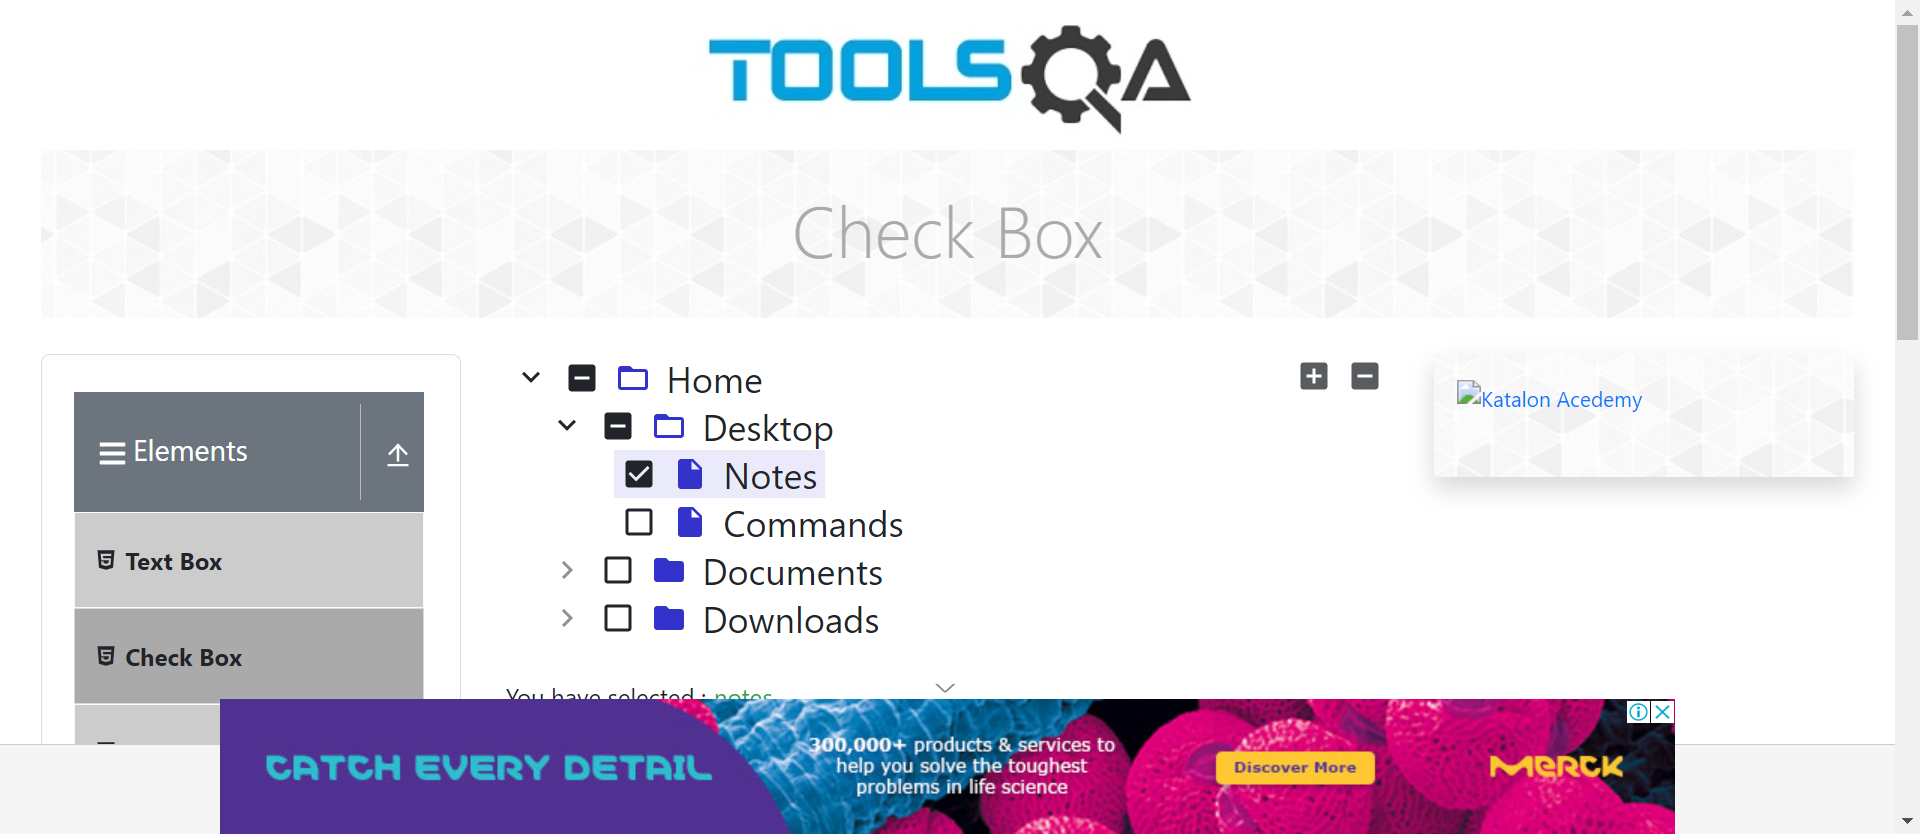 TOOLSQA
Check Box
Elements
Text Box
Check Box
Home
Desktop
Notes
Commands
Documents
Downloads
You have selected : notes
Katalon Acedemy
CATCH EVERY DETAIL
300,000+ products & services to
help you solve the toughest
problems in life science
Discover More
MERCK